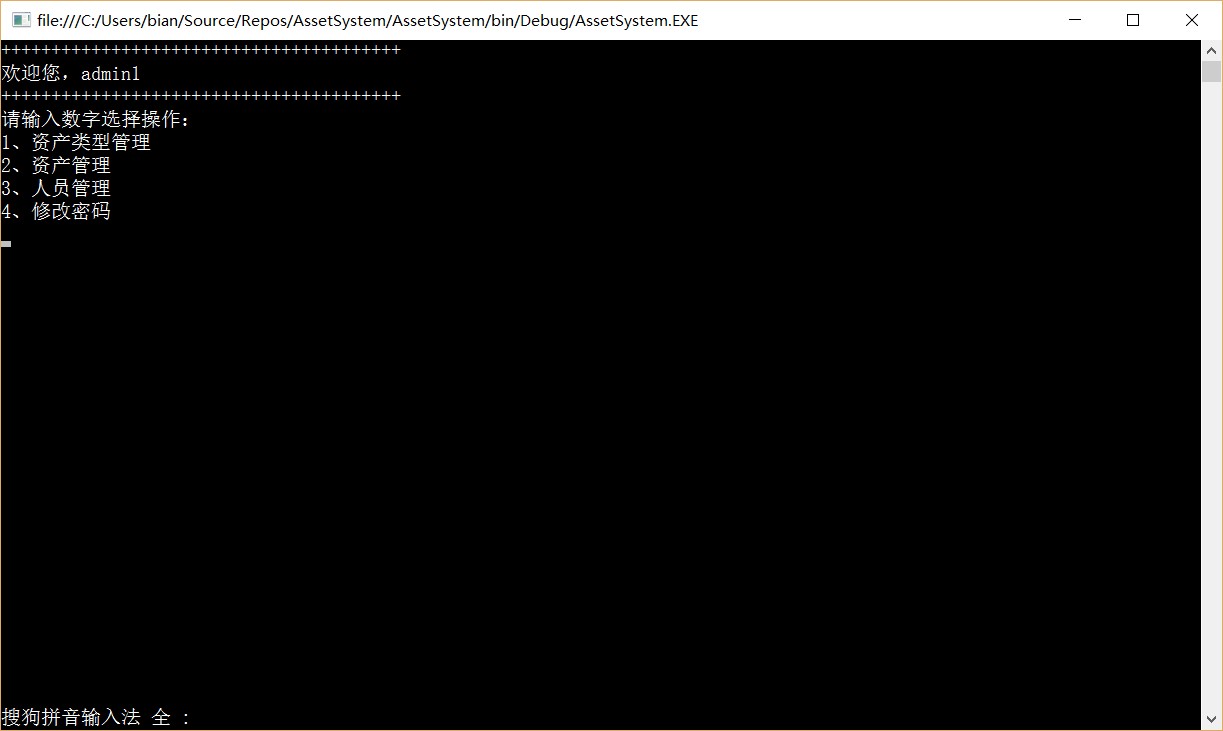 file:///C:/Users/bian/Source/Repos/AssetSystem/AssetSystem/bin/Debug/AssetSystem.EXE
++++++++++++++++++++++++++++++++++++++++
欢迎您，admin1
++++++++++++++++++++++++++++++++++++++++
请输入数字选择操作：
1、资产类型管理
2、资产管理
3、人员管理
4、修改密码
搜狗拼音输入法 全 :